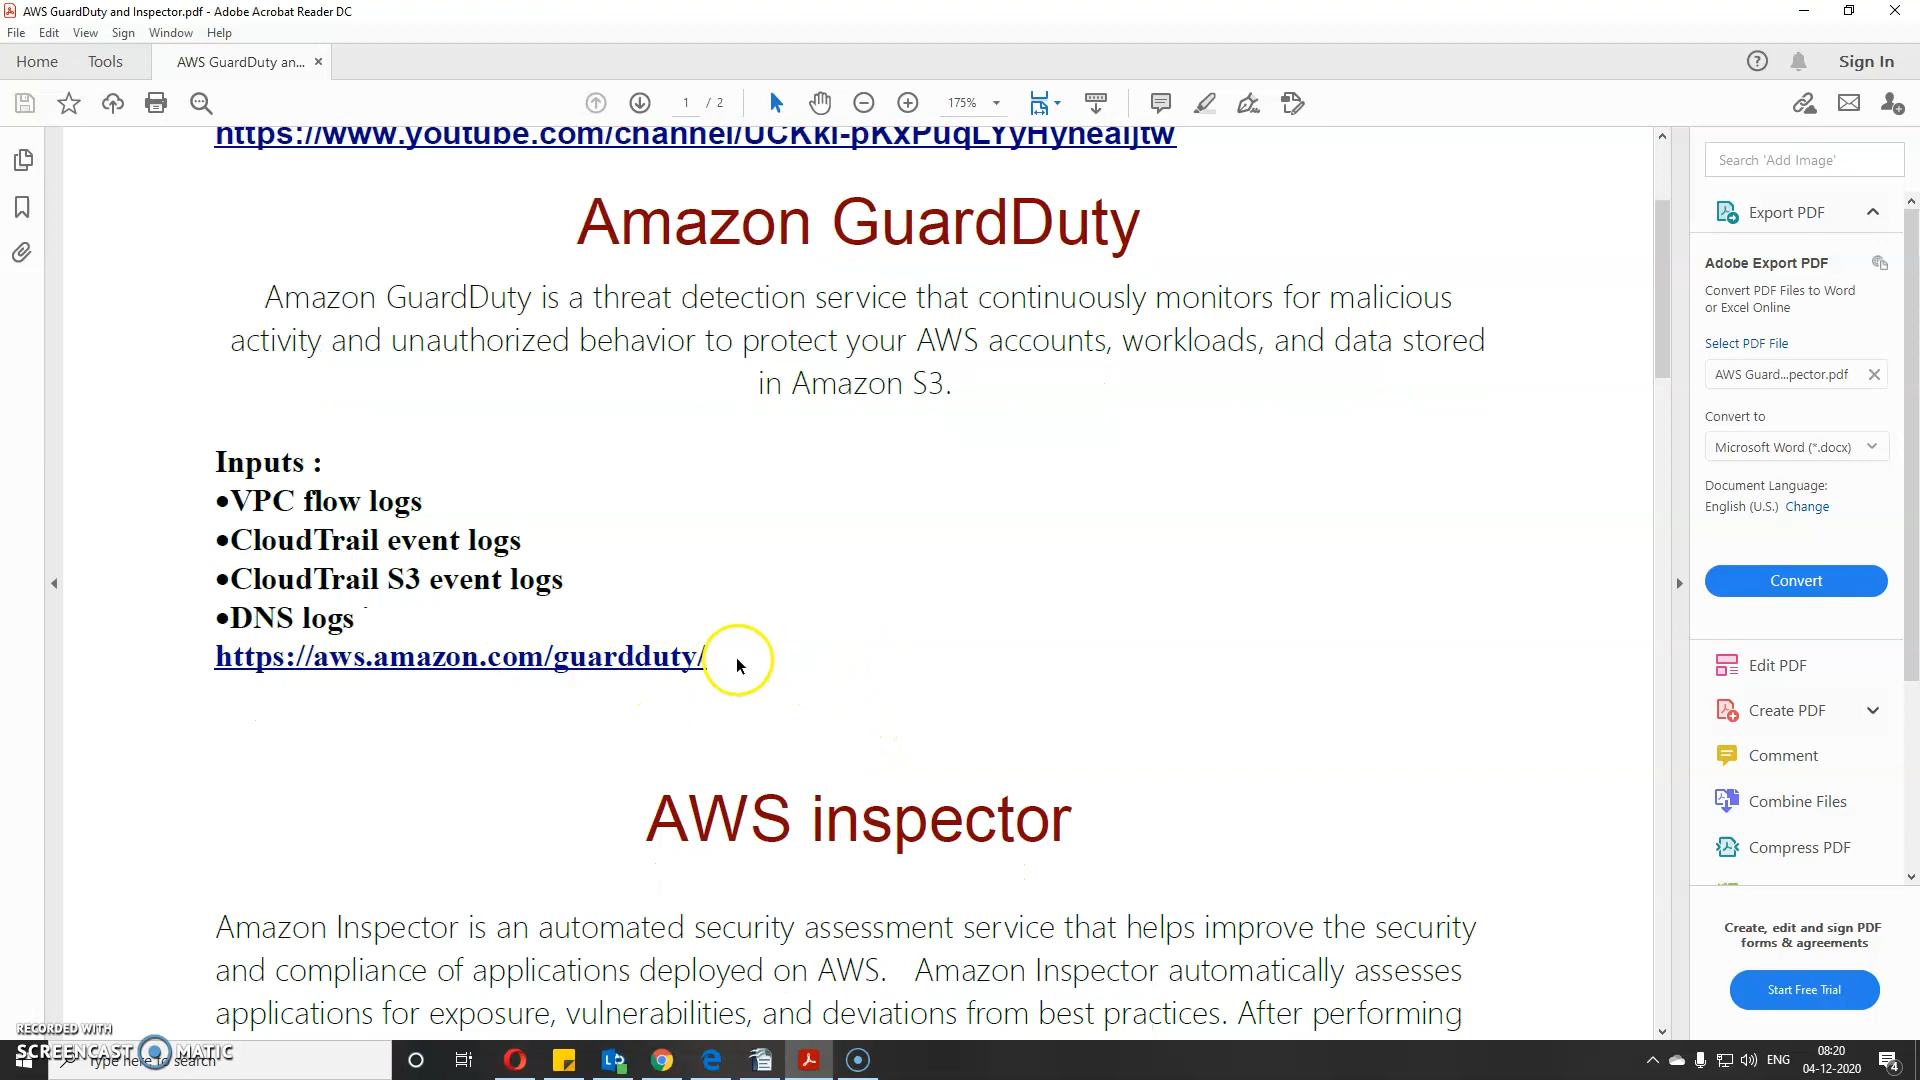 AWS GuardDuty and Inspector.pdf - Adobe Acrobat Reader DC
File Edit View Sign Window Help
Home Tools AWS GuardDuty an... × Sign In
1 / 2 175%
https://www.youtube.com/channel/
Amazon GuardDuty
Amazon GuardDuty is a threat detection service that continuously monitors for malicious
activity and unauthorized behavior to protect your AWS accounts, workloads, and data stored
in Amazon S3.
Inputs :
•VPC flow logs
•CloudTrail event logs
•CloudTrail S3 event logs
•DNS logs
https://aws.amazon.com/guardduty/
AWS inspector
Amazon Inspector is an automated security assessment service that helps improve the security
and compliance of applications deployed on AWS. Amazon Inspector automatically assesses
applications for exposure, vulnerabilities, and deviations from best practices. After performing
Search 'Add Image'
Export PDF
Adobe Export PDF
Convert PDF Files to Word
or Excel Online
Select PDF File
AWS Guard...pector.pdf
Convert to
Microsoft Word (*.docx)
Document Language:
English (U.S.) Change
Convert
Edit PDF
Create PDF
Comment
Combine Files
Compress PDF
Create, edit and sign PDF
forms & agreements
Start Free Trial
RECORDED WITH
SCREENCAST MATIC
Type here to search
ENG
08:20
04-12-2020
4